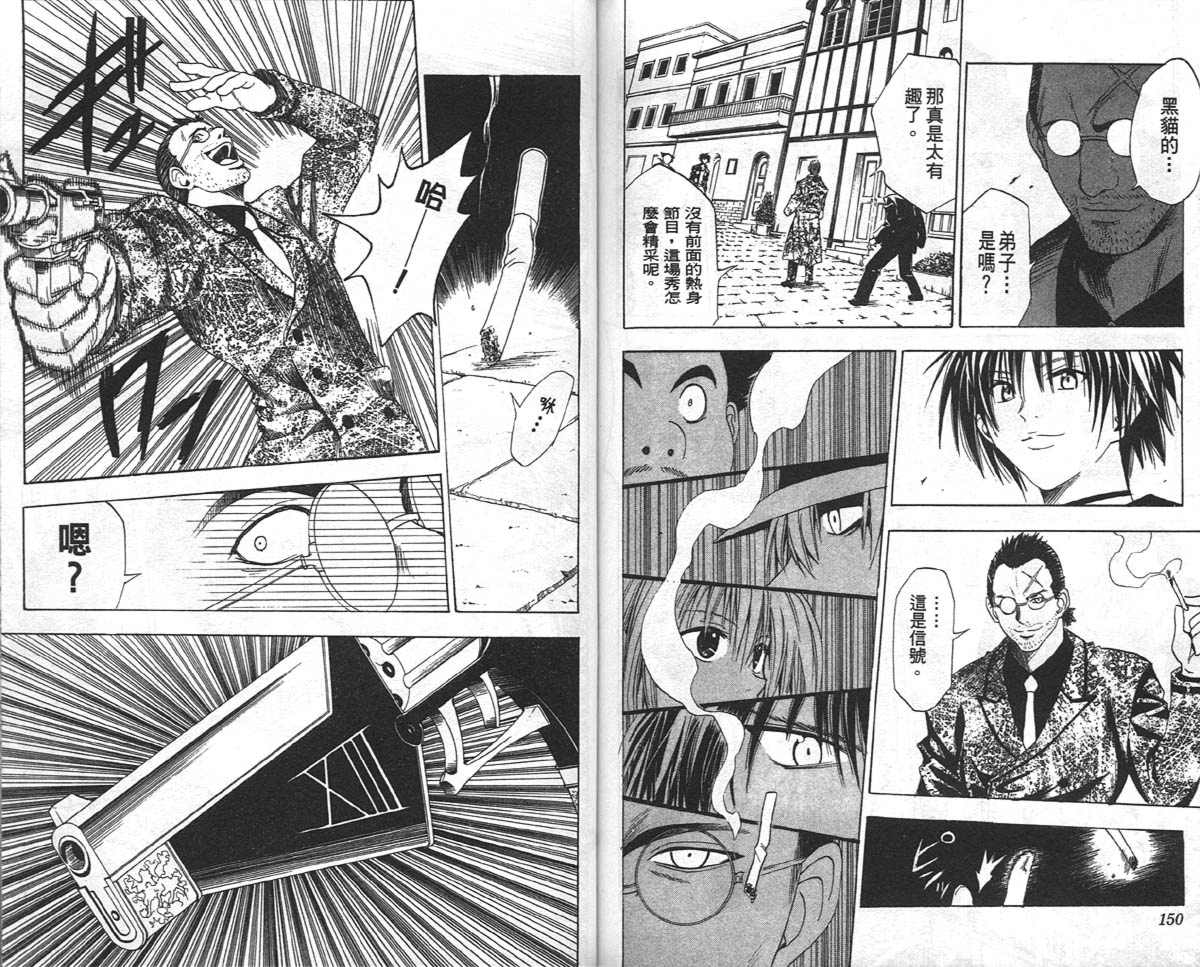 黑貓的…
弟子…
是嗎？
那真是太有
趣了。
沒有前面的熱身
節目，這場秀怎
麼會精采呢。
……
這是信號。
150
咻…
哈——！
嗯？
XIII